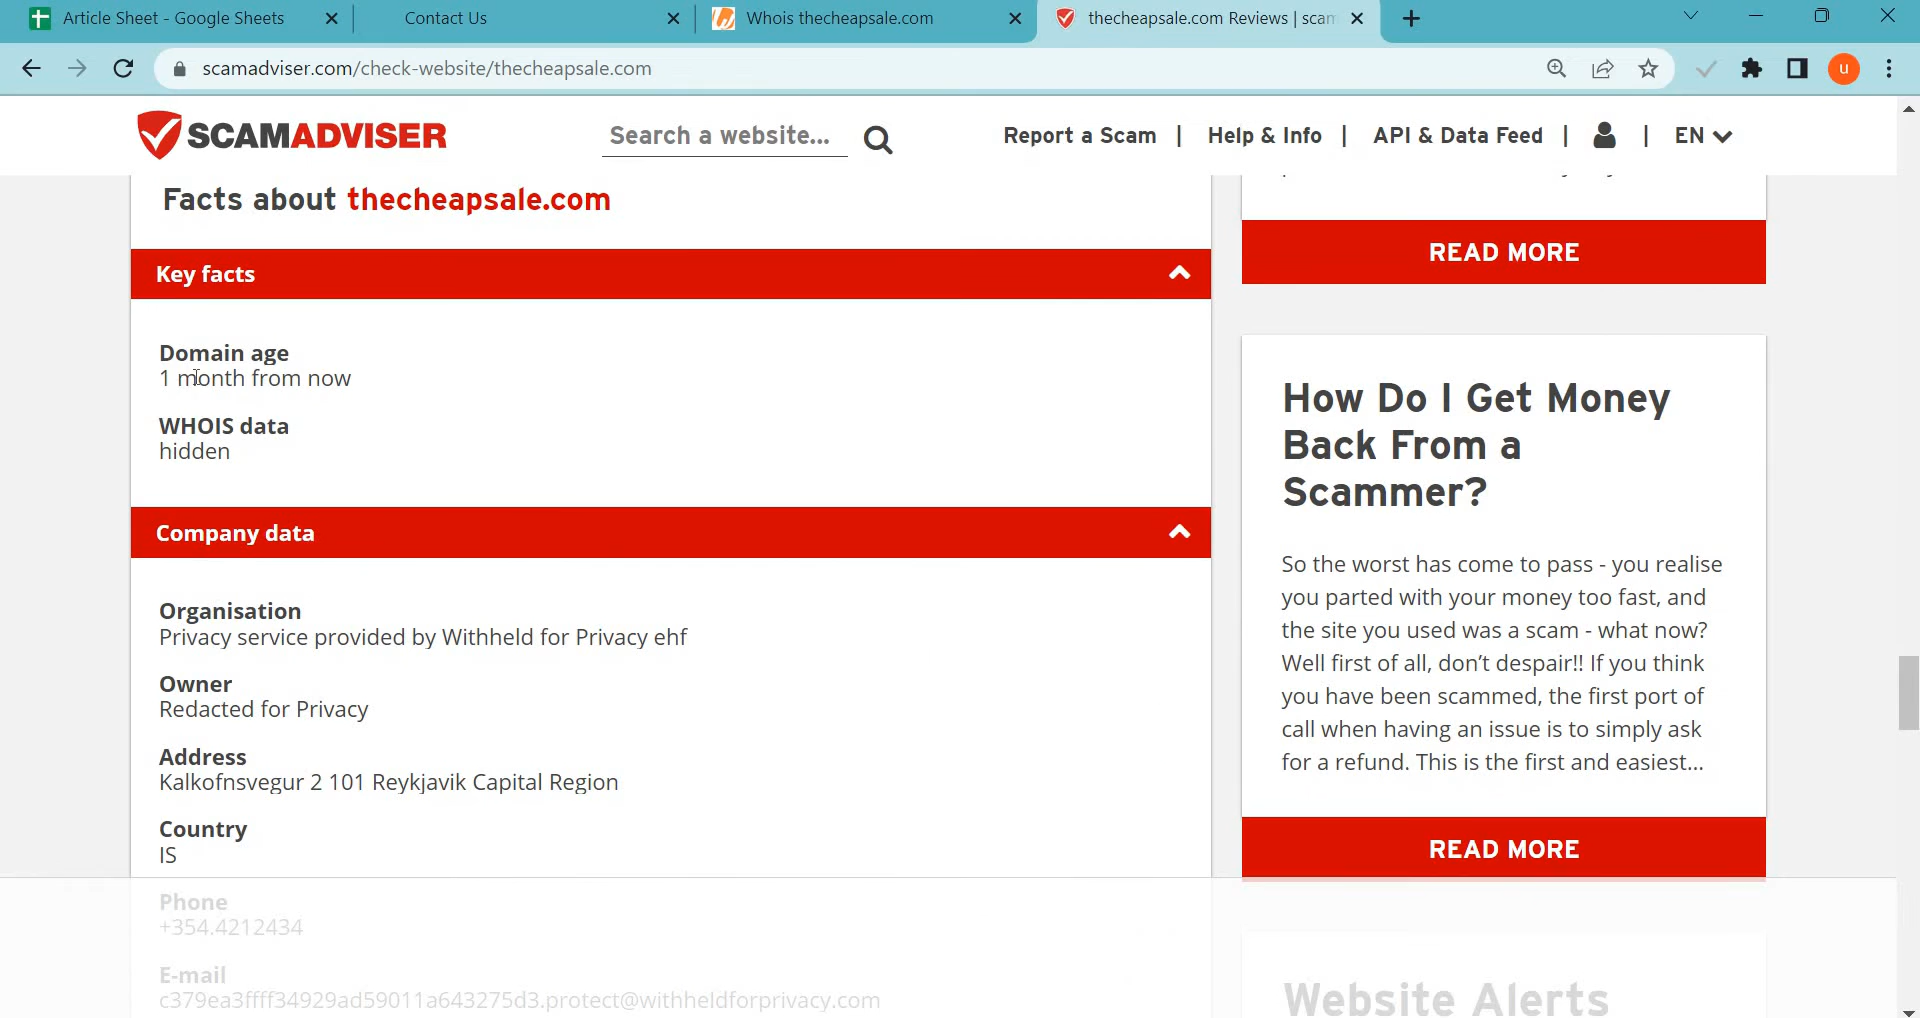 Article Sheet - Google Sheets
Contact Us
Whois thecheapsale.com
thecheapsale.com Reviews | scam
scamadviser.com/check-website/thecheapsale.com
u
SCAMADVISER
Search a website...
Report a Scam |
Help & Info |
API & Data Feed |
|
EN
Facts about thecheapsale.com
Key facts
Domain age
1 month from now
WHOIS data
hidden
Company data
Organisation
Privacy service provided by Withheld for Privacy ehf
Owner
Redacted for Privacy
Address
Kalkofnsvegur 2 101 Reykjavik Capital Region
Country
IS
Phone
+354.4212434
E-mail
c379ea3ffff34929ad59011a643275d3.protect@withheldforprivacy.com
READ MORE
How Do I Get Money
Back From a
Scammer?
So the worst has come to pass - you realise
you parted with your money too fast, and
the site you used was a scam - what now?
Well first of all, don’t despair!! If you think
you have been scammed, the first port of
call when having an issue is to simply ask
for a refund. This is the first and easiest...
READ MORE
Website Alerts